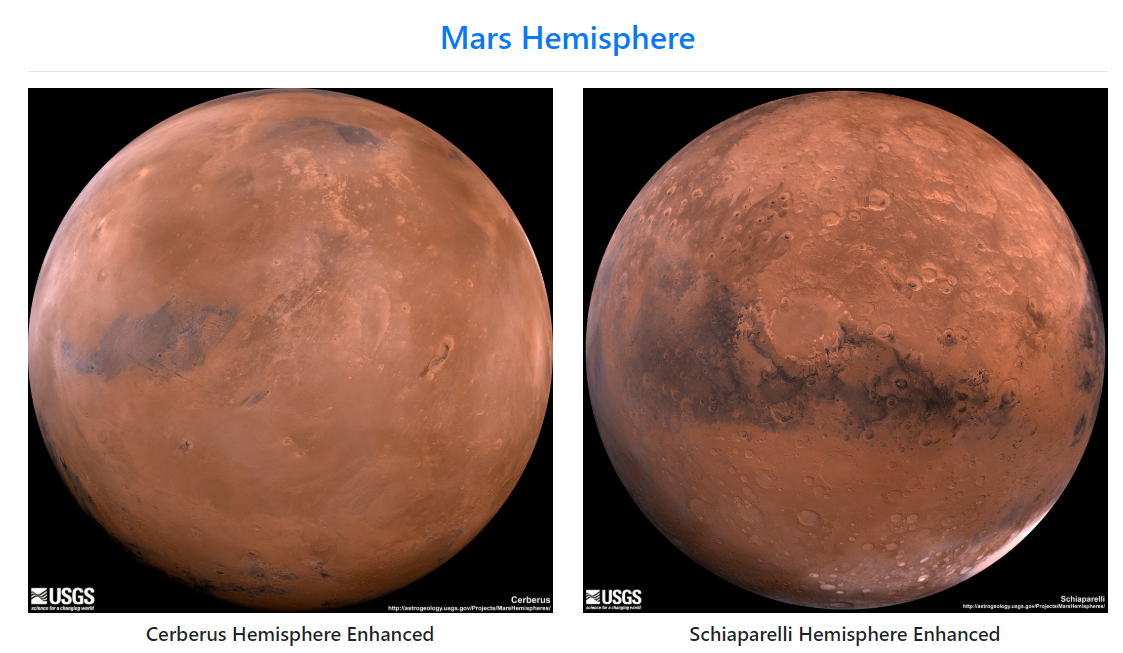 Mars Hemisphere
USGS
science for a changing world
Cerberus
http://astrogeology.usgs.gov/Projects/MarsHemispheres/
USGS
science for a changing world
Schiaparelli
http://astrogeology.usgs.gov/Projects/MarsHemispheres/
Cerberus Hemisphere Enhanced
Schiaparelli Hemisphere Enhanced